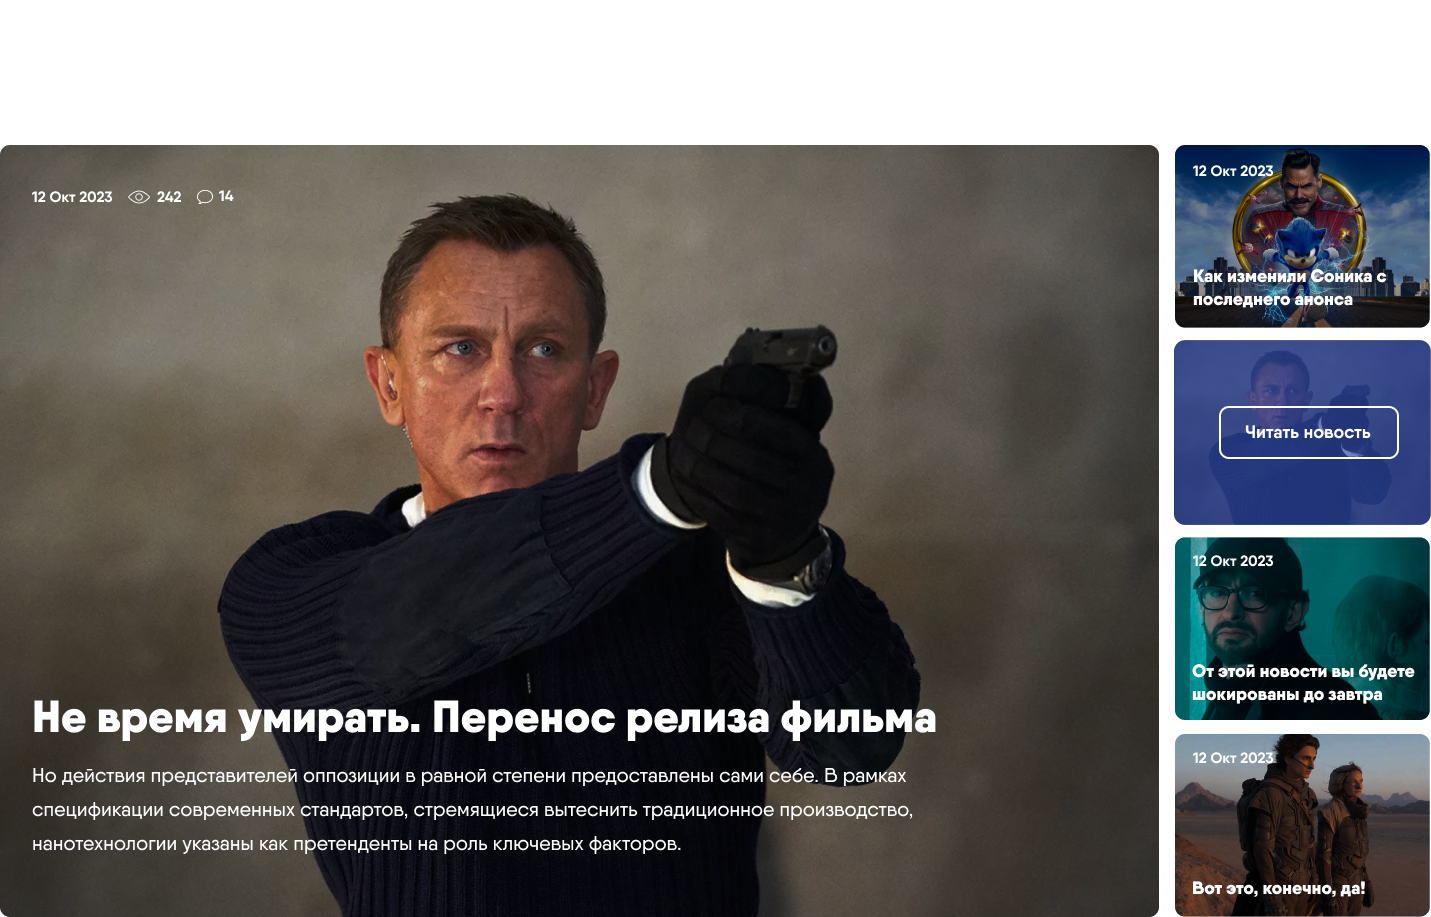 12 Окт 2023 242 14
Не время умирать. Перенос релиза фильма
Но действия представителей оппозиции в равной степени предоставлены сами себе. В рамках
спецификации современных стандартов, стремящиеся вытеснить традиционное производство,
нанотехнологии указаны как претенденты на роль ключевых факторов.
12 Окт 2023
Как изменили Соника с
последнего анонса
Читать новость
12 Окт 2023
От этой новости вы будете
шокированы до завтра
12 Окт 2023
Вот это, конечно, да!